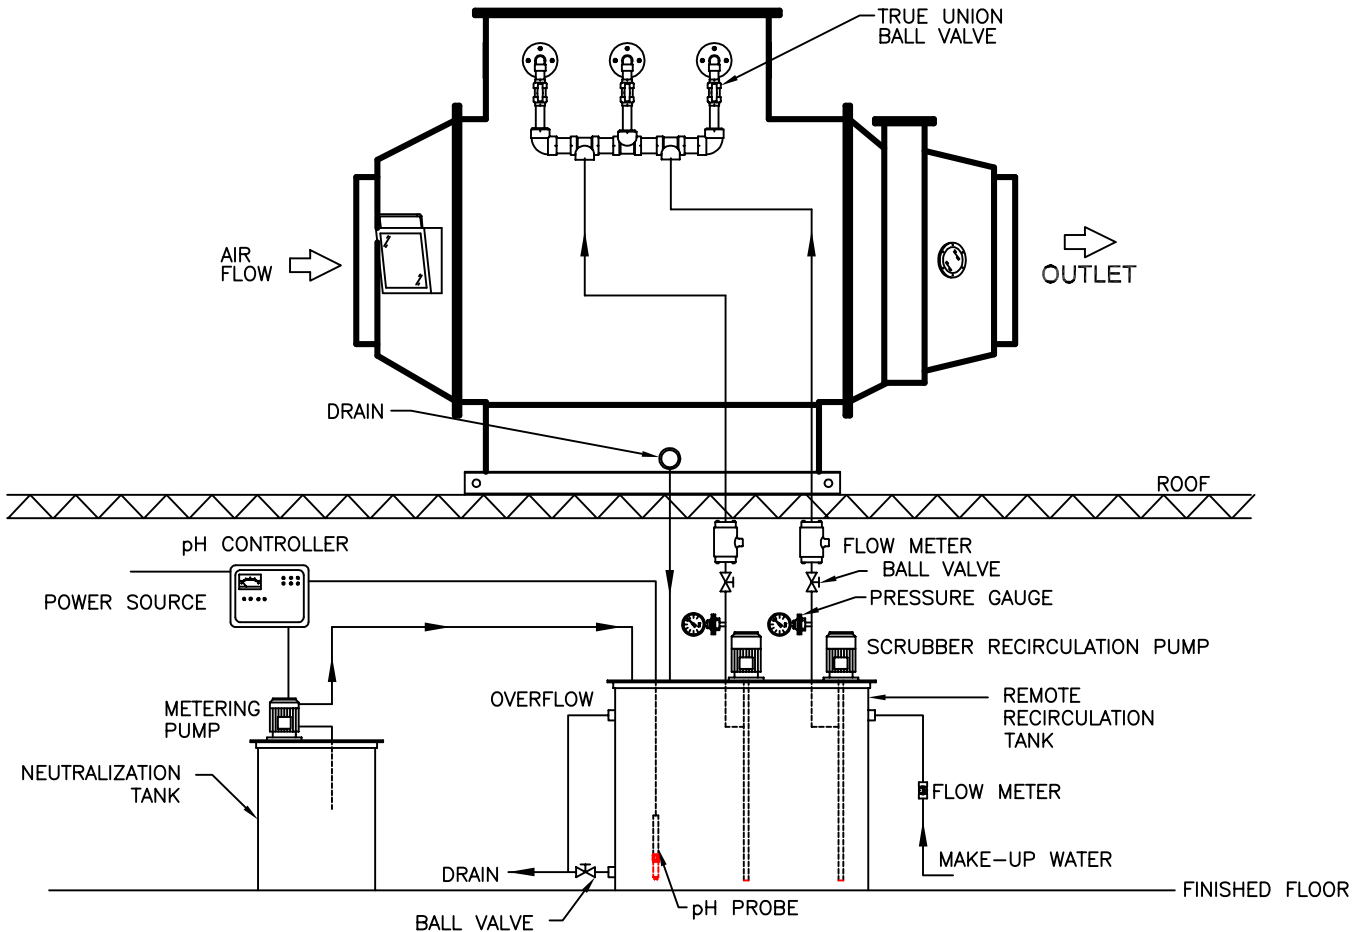 TRUE UNION
BALL VALVE
AIR
FLOW
OUTLET
DRAIN
ROOF
pH CONTROLLER
FLOW METER
BALL VALVE
POWER SOURCE
PRESSURE GAUGE
SCRUBBER RECIRCULATION PUMP
OVERFLOW
REMOTE
RECIRCULATION
TANK
METERING
PUMP
NEUTRALIZATION
TANK
FLOW METER
MAKE-UP WATER
DRAIN
FINISHED FLOOR
pH PROBE
BALL VALVE